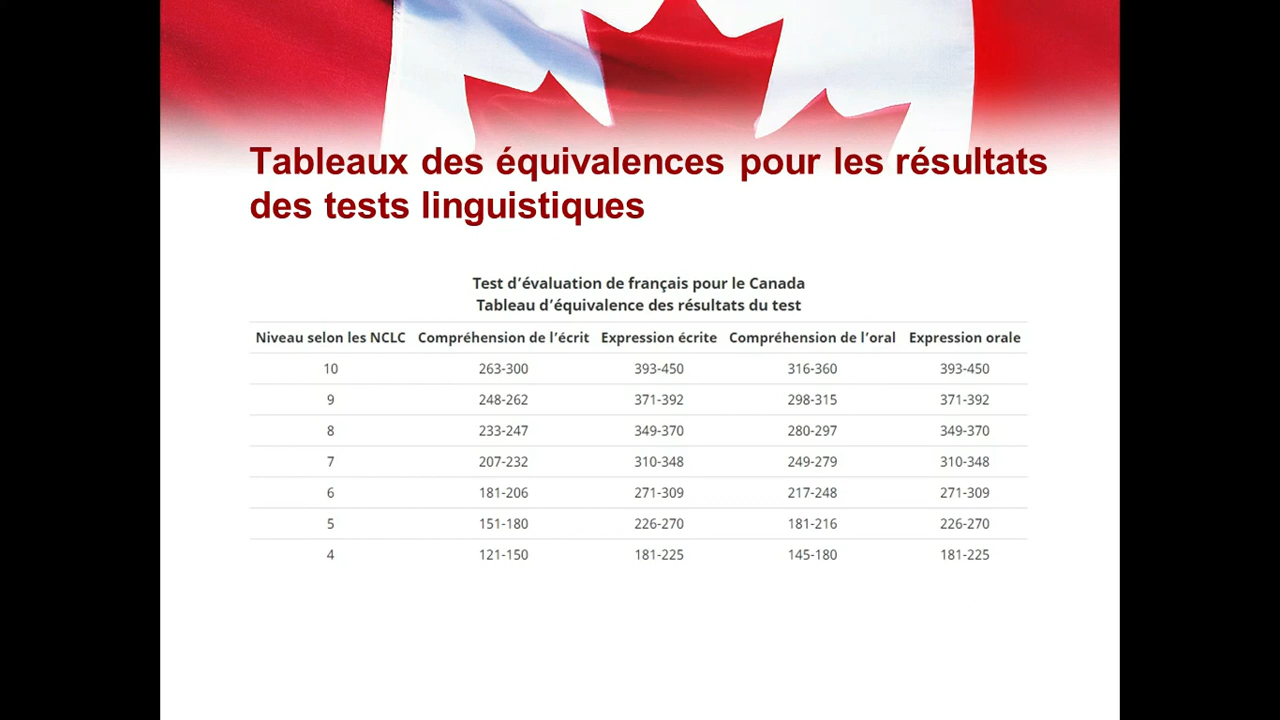 Tableaux des équivalences pour les résultats
des tests linguistiques
Test d’évaluation de français pour le Canada
Tableau d’équivalence des résultats du test
Niveau selon les NCLC Compréhension de l’écrit Expression écrite Compréhension de l’oral Expression orale
10 263-300 393-450 316-360 393-450
9 248-262 371-392 298-315 371-392
8 233-247 349-370 280-297 349-370
7 207-232 310-348 249-279 310-348
6 181-206 271-309 217-248 271-309
5 151-180 226-270 181-216 226-270
4 121-150 181-225 145-180 181-225